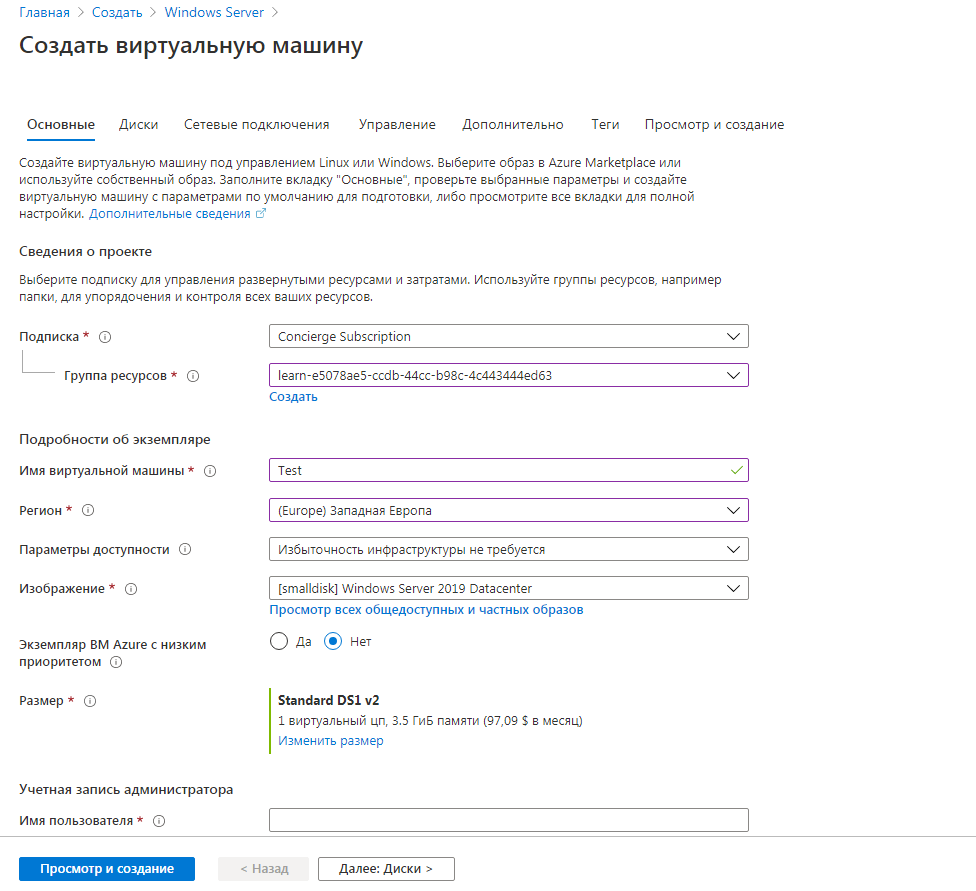 Главная > Создать > Windows Server >
Создать виртуальную машину
Основные Диски Сетевые подключения Управление Дополнительно Теги Просмотр и создание
Создайте виртуальную машину под управлением Linux или Windows. Выберите образ в Azure Marketplace или
используйте собственный образ. Заполните вкладку "Основные", проверьте выбранные параметры и создайте
виртуальную машину с параметрами по умолчанию для подготовки, либо просмотрите все вкладки для полной
настройки. Дополнительные сведения
Сведения о проекте
Выберите подписку для управления развернутыми ресурсами и затратами. Используйте группы ресурсов, например
папки, для упорядочения и контроля всех ваших ресурсов.
Подписка * Concierge Subscription
Группа ресурсов * learn-e5078ae5-ccdb-44cc-b98c-4c443444ed63
Создать
Подробности об экземпляре
Имя виртуальной машины * Test
Регион * (Europe) Западная Европа
Параметры доступности Избыточность инфраструктуры не требуется
Изображение * [smalldisk] Windows Server 2019 Datacenter
Просмотр всех общедоступных и частных образов
Экземпляр ВМ Azure с низким Да Нет
приоритетом
Размер * Standard DS1 v2
1 виртуальный цп, 3.5 ГиБ памяти (97,09 $ в месяц)
Изменить размер
Учетная запись администратора
Имя пользователя *
Просмотр и создание < Назад Далее: Диски >